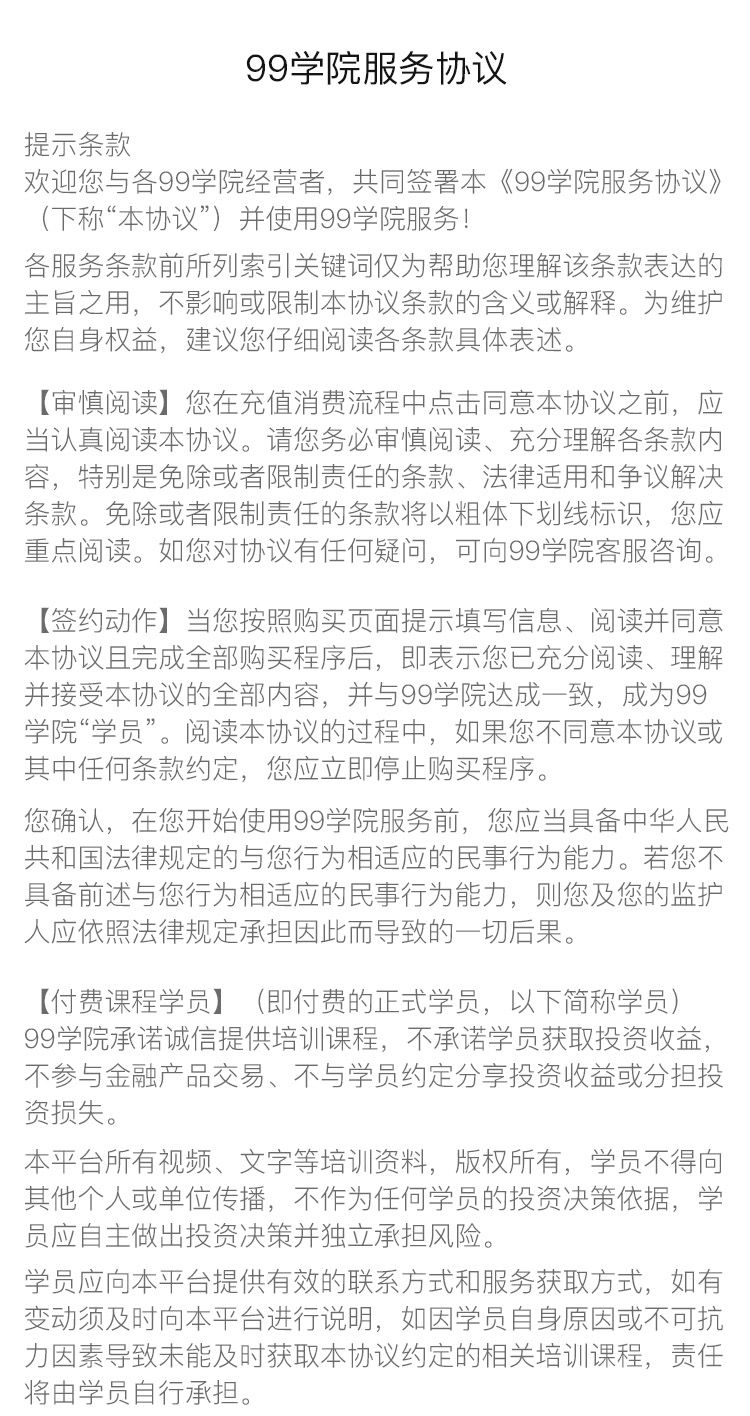 99学院服务协议
提示条款
欢迎您与各99学院经营者，共同签署本《99学院服务协议》
（下称“本协议”）并使用99学院服务！
各服务条款前所列索引关键词仅为帮助您理解该条款表达的
主旨之用，不影响或限制本协议条款的含义或解释。为维护
您自身权益，建议您仔细阅读各条款具体表述。
【审慎阅读】您在充值消费流程中点击同意本协议之前，应
当认真阅读本协议。请您务必审慎阅读、充分理解各条款内
容，特别是免除或者限制责任的条款、法律适用和争议解决
条款。免除或者限制责任的条款将以粗体下划线标识，您应
重点阅读。如您对协议有任何疑问，可向99学院客服咨询。
【签约动作】当您按照购买页面提示填写信息、阅读并同意
本协议且完成全部购买程序后，即表示您已充分阅读、理解
并接受本协议的全部内容，并与99学院达成一致，成为99
学院“学员”。阅读本协议的过程中，如果您不同意本协议或
其中任何条款约定，您应立即停止购买程序。
您确认，在您开始使用99学院服务前，您应当具备中华人民
共和国法律规定的与您行为相适应的民事行为能力。若您不
具备前述与您行为相适应的民事行为能力，则您及您的监护
人应依照法律规定承担因此而导致的一切后果。
【付费课程学员】（即付费的正式学员，以下简称学员）
99学院承诺诚信提供培训课程，不承诺学员获取投资收益，
不参与金融产品交易、不与学员约定分享投资收益或分担投
资损失。
本平台所有视频、文字等培训资料，版权所有，学员不得向
其他个人或单位传播，不作为任何学员的投资决策依据，学
员应自主做出投资决策并独立承担风险。
学员应向本平台提供有效的联系方式和服务获取方式，如有
变动须及时向本平台进行说明，如因学员自身原因或不可抗
力因素导致未能及时获取本协议约定的相关培训课程，责任
将由学员自行承担。